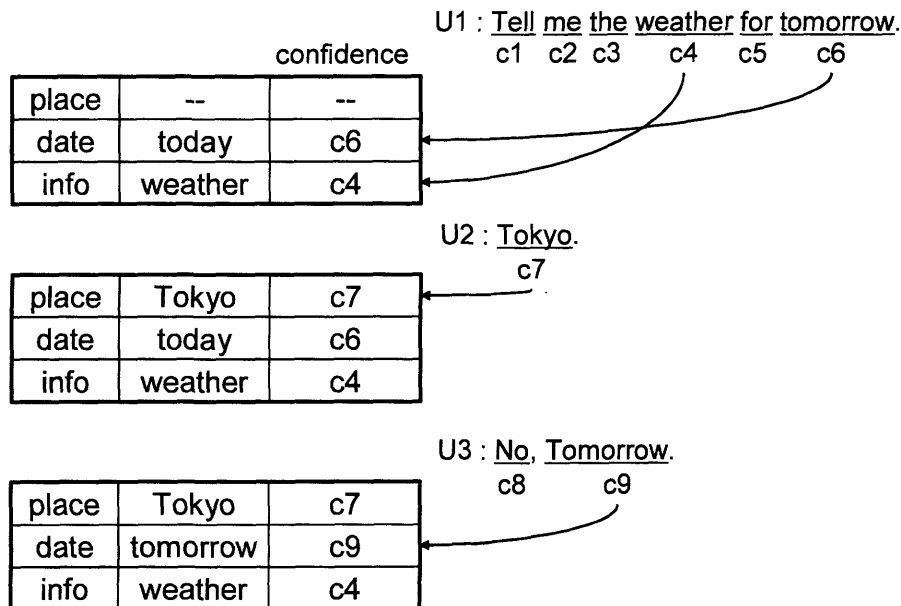 U1 : Tell me the weather for tomorrow.
c1 c2 c3 c4 c5 c6
confidence
place -- --
date today c6
info weather c4
U2 : Tokyo.
c7
place Tokyo c7
date today c6
info weather c4
U3 : No, Tomorrow.
c8 c9
place Tokyo c7
date tomorrow c9
info weather c4